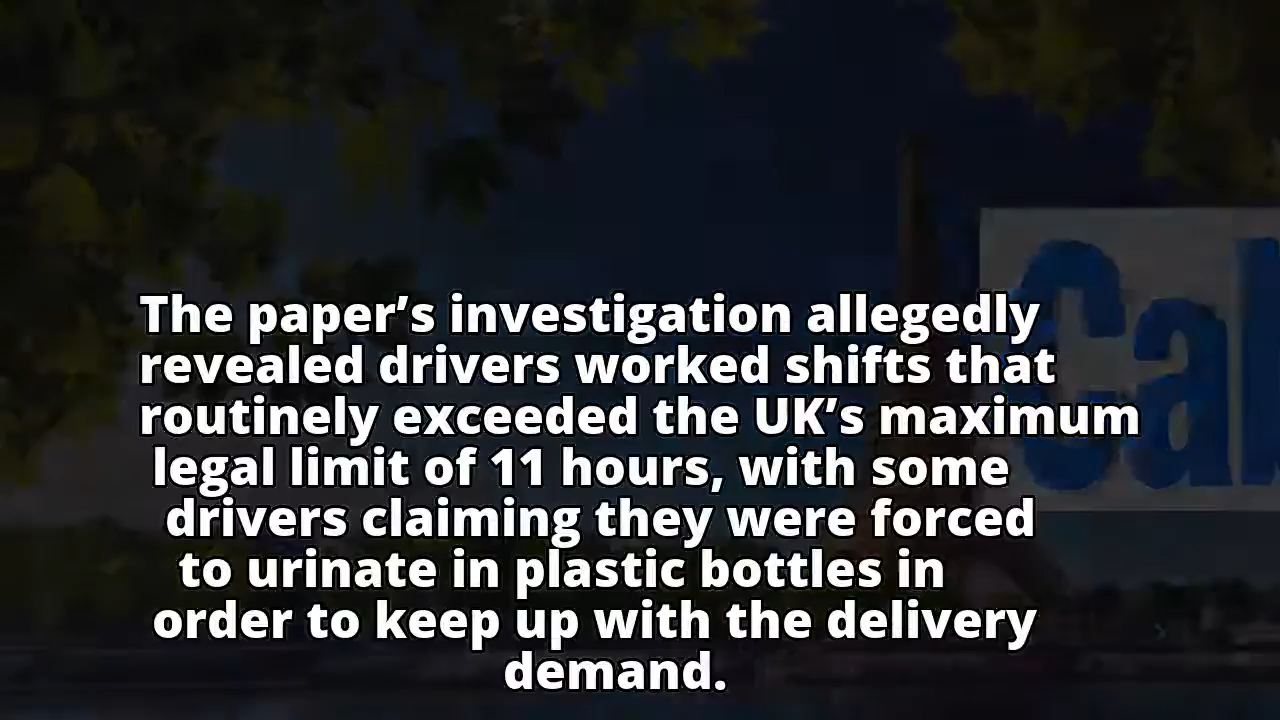 The paper’s investigation allegedly
revealed drivers worked shifts that
routinely exceeded the UK’s maximum
legal limit of 11 hours, with some
drivers claiming they were forced
to urinate in plastic bottles in
order to keep up with the delivery
demand.